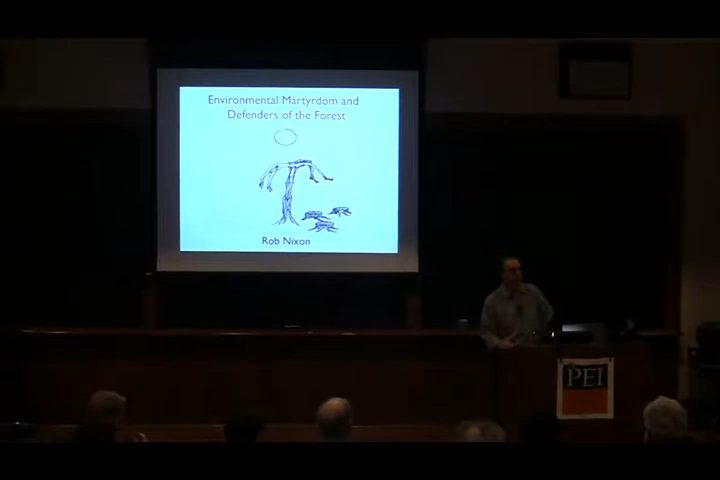 Environmental Martyrdom and
Defenders of the Forest
Rob Nixon
PEI